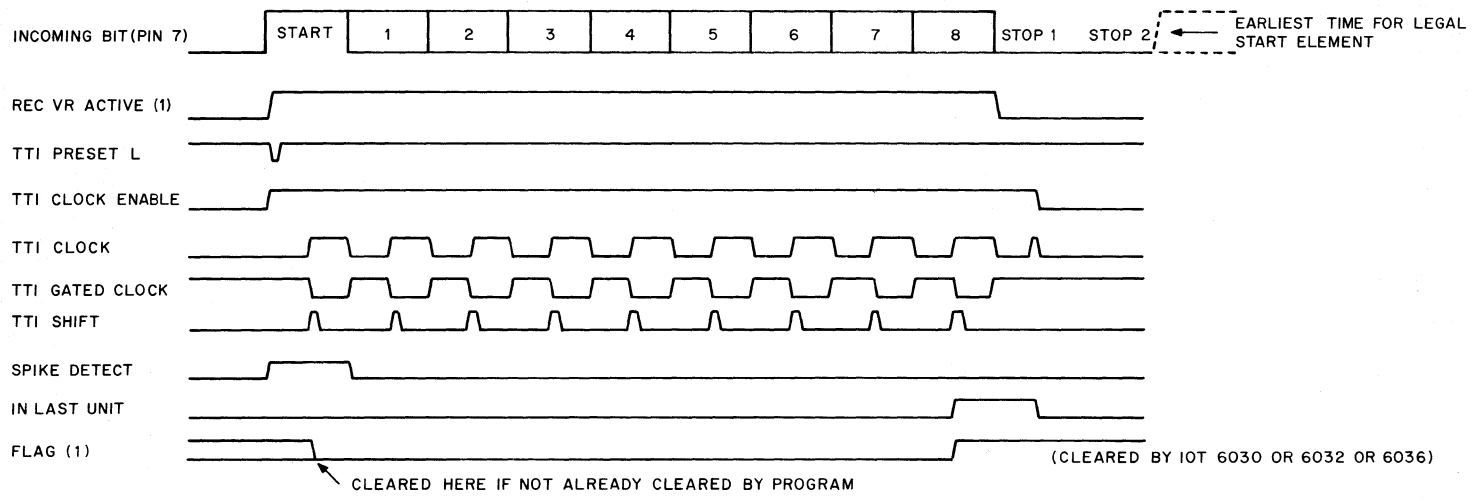 INCOMING BIT(PIN 7) START 1 2 3 4 5 6 7 8 STOP 1 STOP 2 EARLIEST TIME FOR LEGAL
START ELEMENT
REC VR ACTIVE (1)
TTI PRESET L
TTI CLOCK ENABLE
TTI CLOCK
TTI GATED CLOCK
TTI SHIFT
SPIKE DETECT
IN LAST UNIT
FLAG (1)
(CLEARED BY IOT 6030 OR 6032 OR 6036)
CLEARED HERE IF NOT ALREADY CLEARED BY PROGRAM